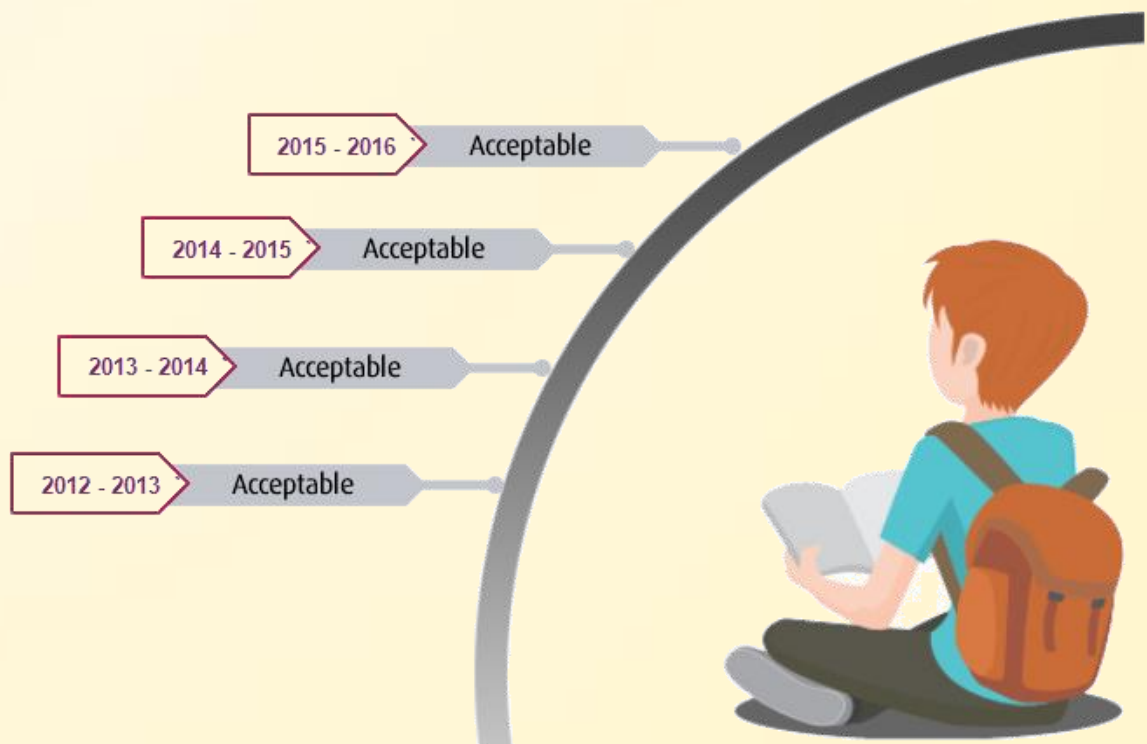 2015 - 2016 Acceptable
2014 - 2015 Acceptable
2013 - 2014 Acceptable
2012 - 2013 Acceptable